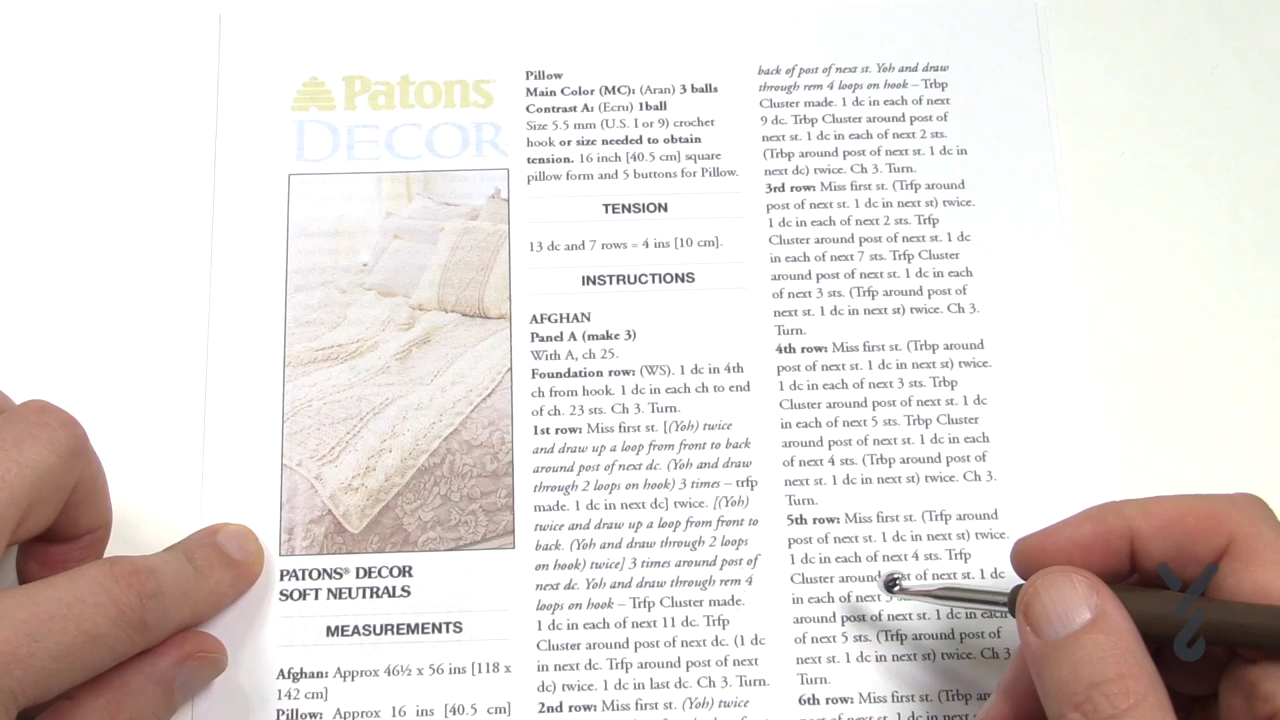 Patons
DECOR
PATONS® DECOR
SOFT NEUTRALS
MEASUREMENTS
Afghan: Approx 46½ x 56 ins [118 x
142 cm]
Pillow: Approx 16 ins [40.5 cm]
Pillow
Main Color (MC): (Aran) 3 balls
Contrast A: (Ecru) 1ball
Size 5.5 mm (U.S. I or 9) crochet
hook or size needed to obtain
tension. 16 inch [40.5 cm] square
pillow form and 5 buttons for Pillow.
TENSION
13 dc and 7 rows = 4 ins [10 cm].
INSTRUCTIONS
AFGHAN
Panel A (make 3)
With A, ch 25.
Foundation row: (WS). 1 dc in 4th
ch from hook. 1 dc in each ch to end
of ch. 23 sts. Ch 3. Turn.
1st row: Miss first st. [(Yoh) twice
and draw up a loop from front to back
around post of next dc. (Yoh and draw
through 2 loops on hook) 3 times – trfp
made. 1 dc in next dc] twice. [(Yoh)
twice and draw up a loop from front to
back. (Yoh and draw through 2 loops
on hook) twice] 3 times around post of
next dc. Yoh and draw through rem 4
loops on hook – Trfp Cluster made.
1 dc in each of next 11 dc. Trfp
Cluster around post of next dc. (1 dc
in next dc. Trfp around post of next
dc) twice. 1 dc in last dc. Ch 3. Turn.
2nd row: Miss first st. (Yoh) twice
back of post of next st. Yoh and draw
through rem 4 loops on hook – Trbp
Cluster made. 1 dc in each of next
9 dc. Trbp Cluster around post of
next st. 1 dc in each of next 2 sts.
(Trbp around post of next st. 1 dc in
next dc) twice. Ch 3. Turn.
3rd row: Miss first st. (Trfp around
post of next st. 1 dc in next st) twice.
1 dc in each of next 2 sts. Trfp
Cluster around post of next st. 1 dc
in each of next 7 sts. Trfp Cluster
around post of next st. 1 dc in each
of next 3 sts. (Trfp around post of
next st. 1 dc in next st) twice. Ch 3.
Turn.
4th row: Miss first st. (Trbp around
post of next st. 1 dc in next st) twice.
1 dc in each of next 3 sts. Trbp
Cluster around post of next st. 1 dc
in each of next 5 sts. Trbp Cluster
around post of next st. 1 dc in each
of next 4 sts. (Trbp around post of
next st. 1 dc in next st) twice. Ch 3.
Turn.
5th row: Miss first st. (Trfp around
post of next st. 1 dc in next st) twice.
1 dc in each of next 4 sts. Trfp
Cluster around of next st. 1 dc
in each of next
around post of next st. 1 dc in each
of next 5 sts. (Trfp around post of
next st. 1 dc in next st) twice. Ch 3
Turn.
6th row: Miss first st. (Trbp